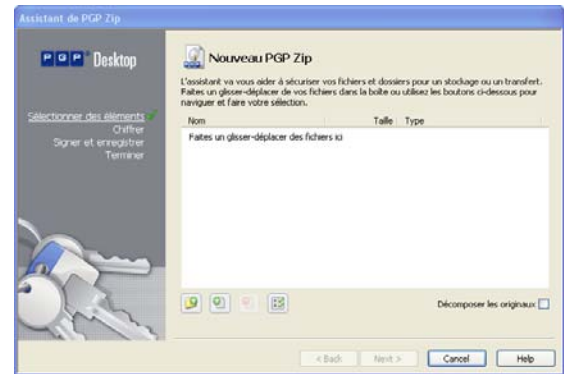 Assistant de PGP Zip
PGP Desktop
Sélectionner des éléments
Chiffrer
Signer et enregistrer
Terminer
Nouveau PGP Zip
L'assistant va vous aider à sécuriser vos fichiers et dossiers pour un stockage ou un transfert.
Faites un glisser-déplacer de vos fichiers dans la boîte ou utilisez les boutons ci-dessous pour
naviguer et faire votre sélection.
Nom Taille Type
Faites un glisser-déplacer des fichiers ici
Décomposer les originaux
< Back Next > Cancel Help